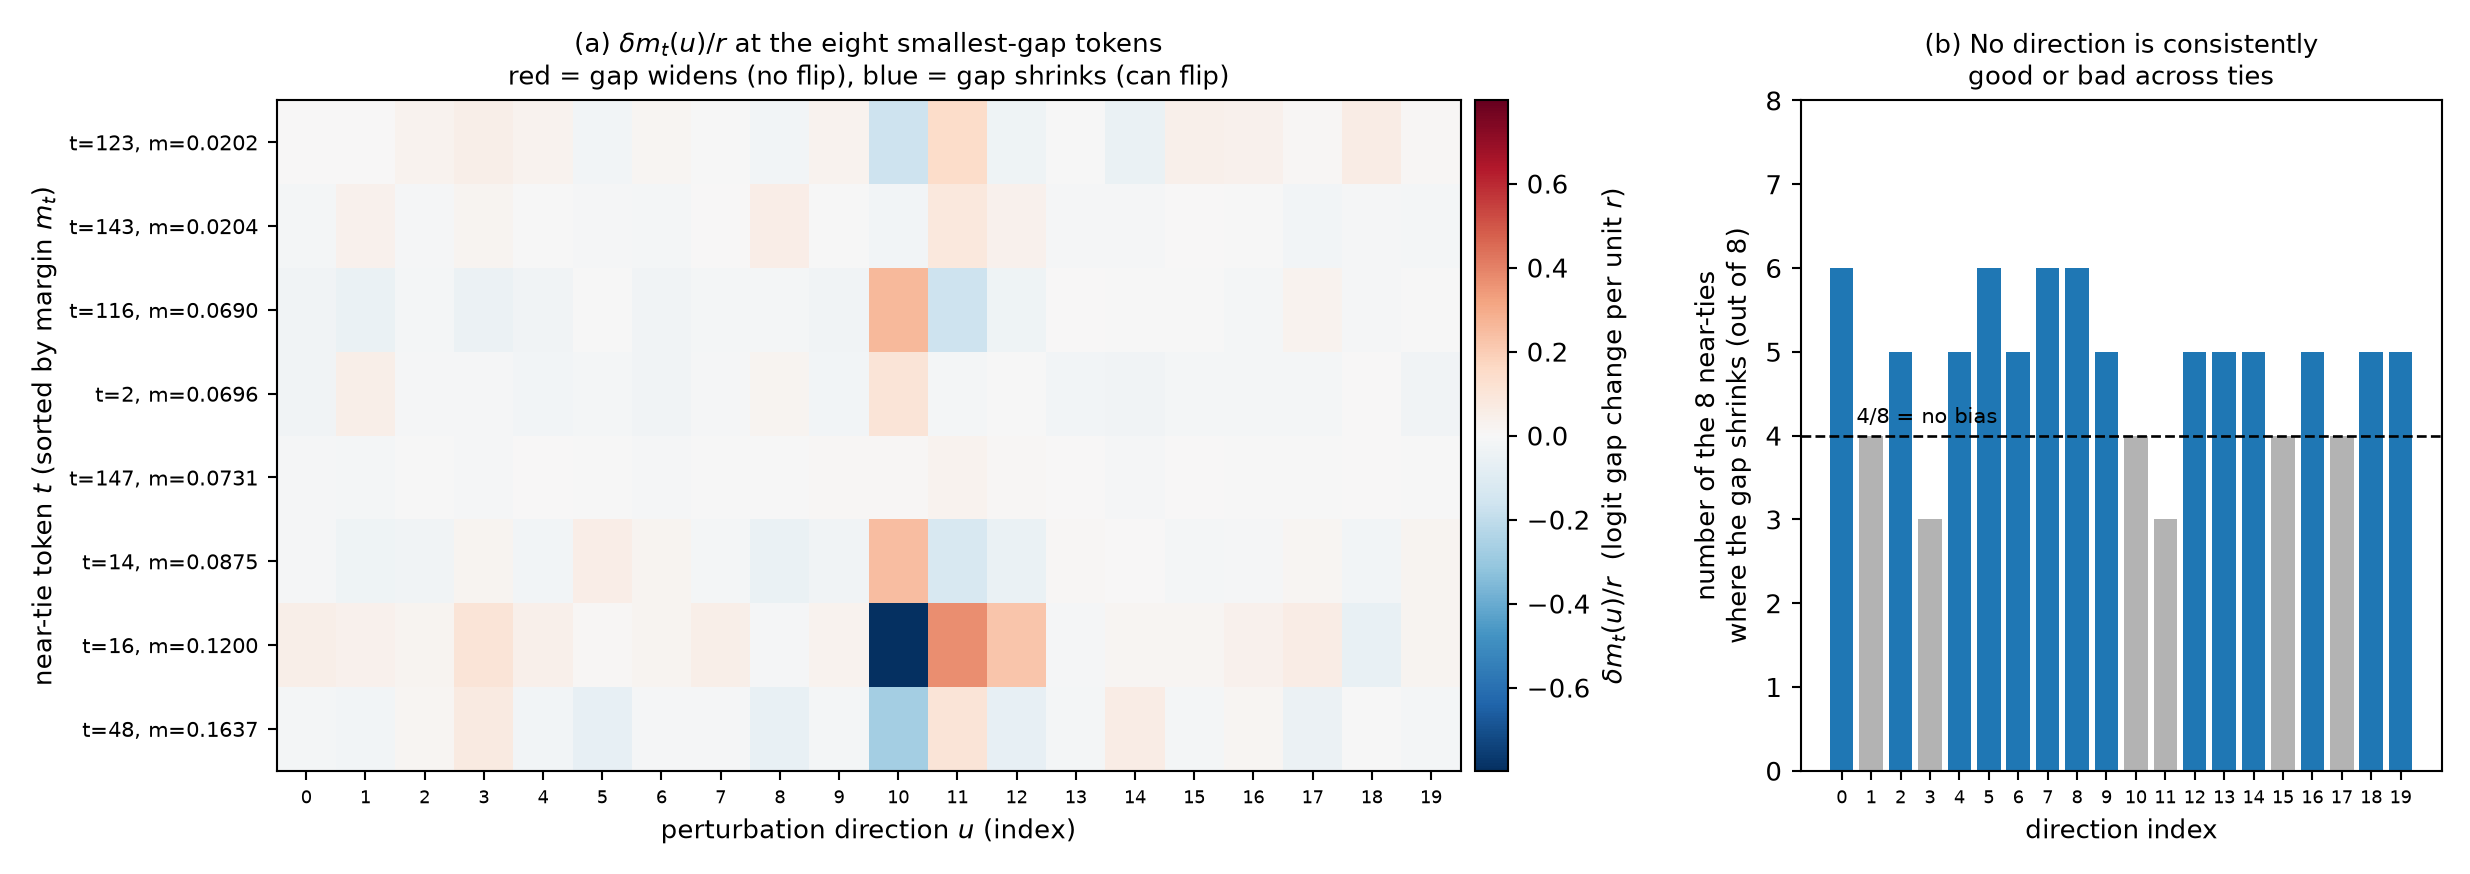 (a) δmₜ(u)/r at the eight smallest-gap tokens
red = gap widens (no flip), blue = gap shrinks (can flip)
near-tie token t (sorted by margin mₜ)
t=123, m=0.0202
t=143, m=0.0204
t=116, m=0.0690
t=2, m=0.0696
t=147, m=0.0731
t=14, m=0.0875
t=16, m=0.1200
t=48, m=0.1637
0 1 2 3 4 5 6 7 8 9 10 11 12 13 14 15 16 17 18 19
perturbation direction u (index)
0.6
0.4
0.2
0.0
−0.2
−0.4
−0.6
δmₜ(u)/r (logit gap change per unit r)
(b) No direction is consistently
good or bad across ties
number of the 8 near-ties
where the gap shrinks (out of 8)
8
7
6
5
4
3
2
1
0
4/8 = no bias
0 1 2 3 4 5 6 7 8 9 10 11 12 13 14 15 16 17 18 19
direction index